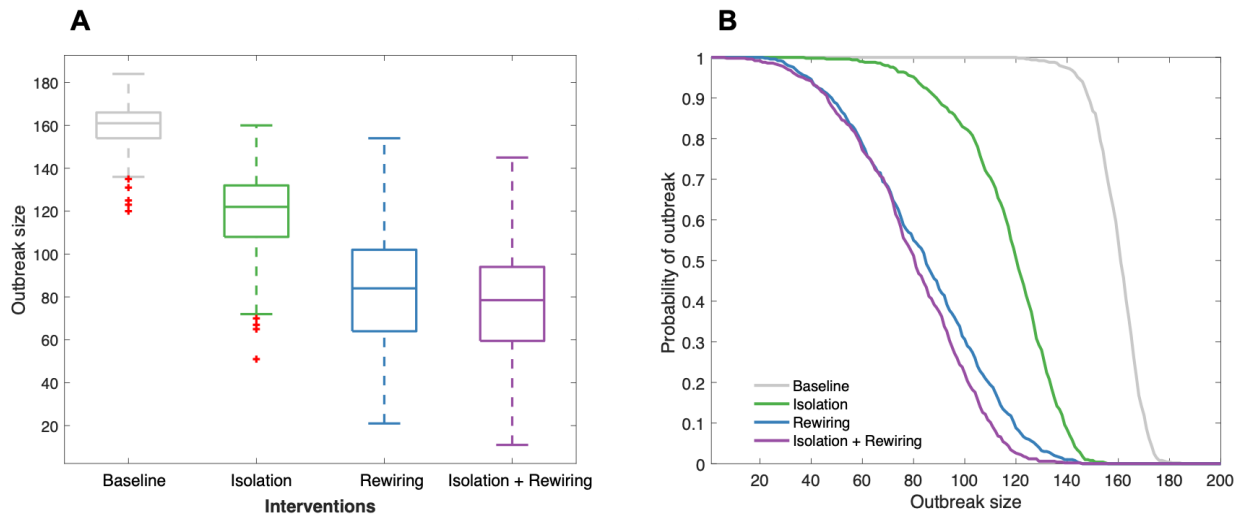 A
Outbreak size
180
160
140
120
100
80
60
40
20
Baseline Isolation Rewiring Isolation + Rewiring
Interventions
B
Probability of outbreak
1
0.9
0.8
0.7
0.6
0.5
0.4
0.3
0.2
0.1
0
Baseline
Isolation
Rewiring
Isolation + Rewiring
20 40 60 80 100 120 140 160 180 200
Outbreak size